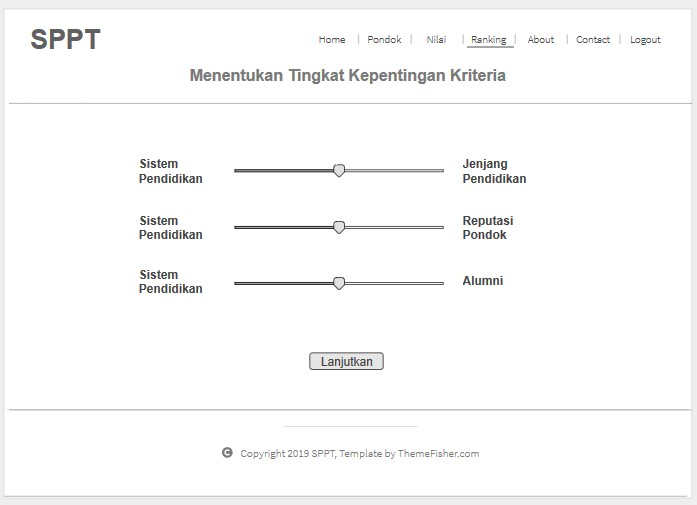 SPPT
Home | Pondok | Nilai | Ranking | About | Contact | Logout
Menentukan Tingkat Kepentingan Kriteria
Sistem
Pendidikan
Jenjang
Pendidikan
Sistem
Pendidikan
Reputasi
Pondok
Sistem
Pendidikan
Alumni
Lanjutkan
© Copyright 2019 SPPT, Template by ThemeFisher.com